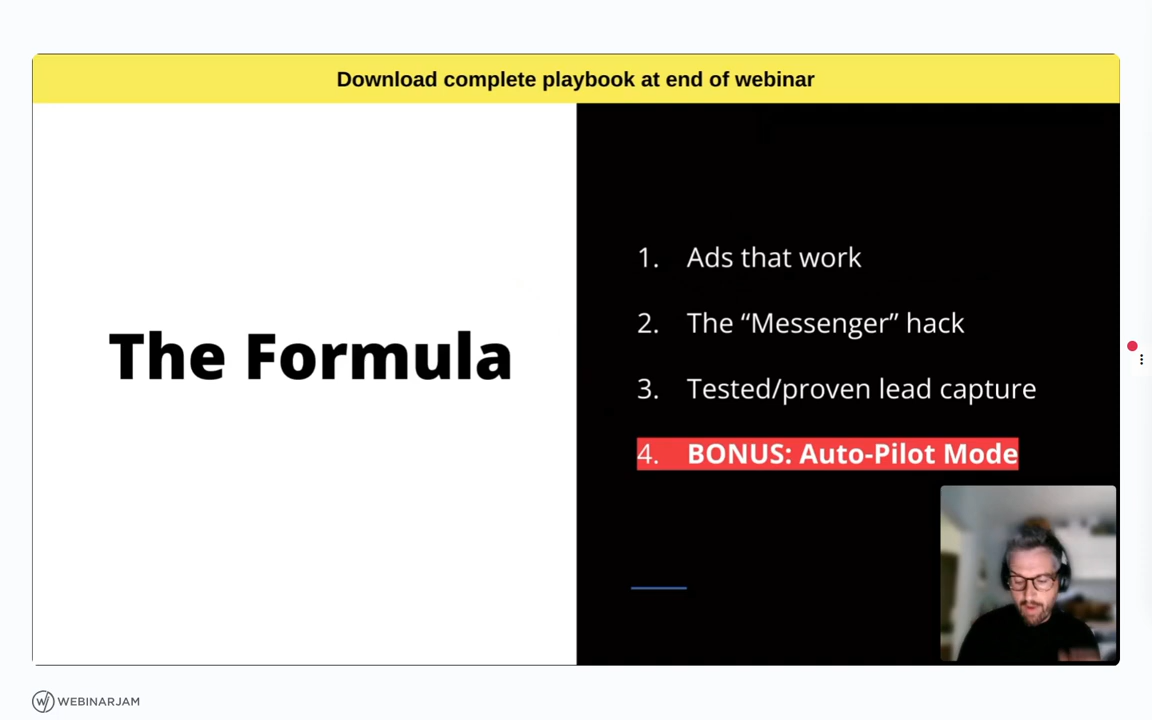 Download complete playbook at end of webinar
The Formula
1. Ads that work
2. The “Messenger” hack
3. Tested/proven lead capture
4. BONUS: Auto-Pilot Mode
WEBINARJAM